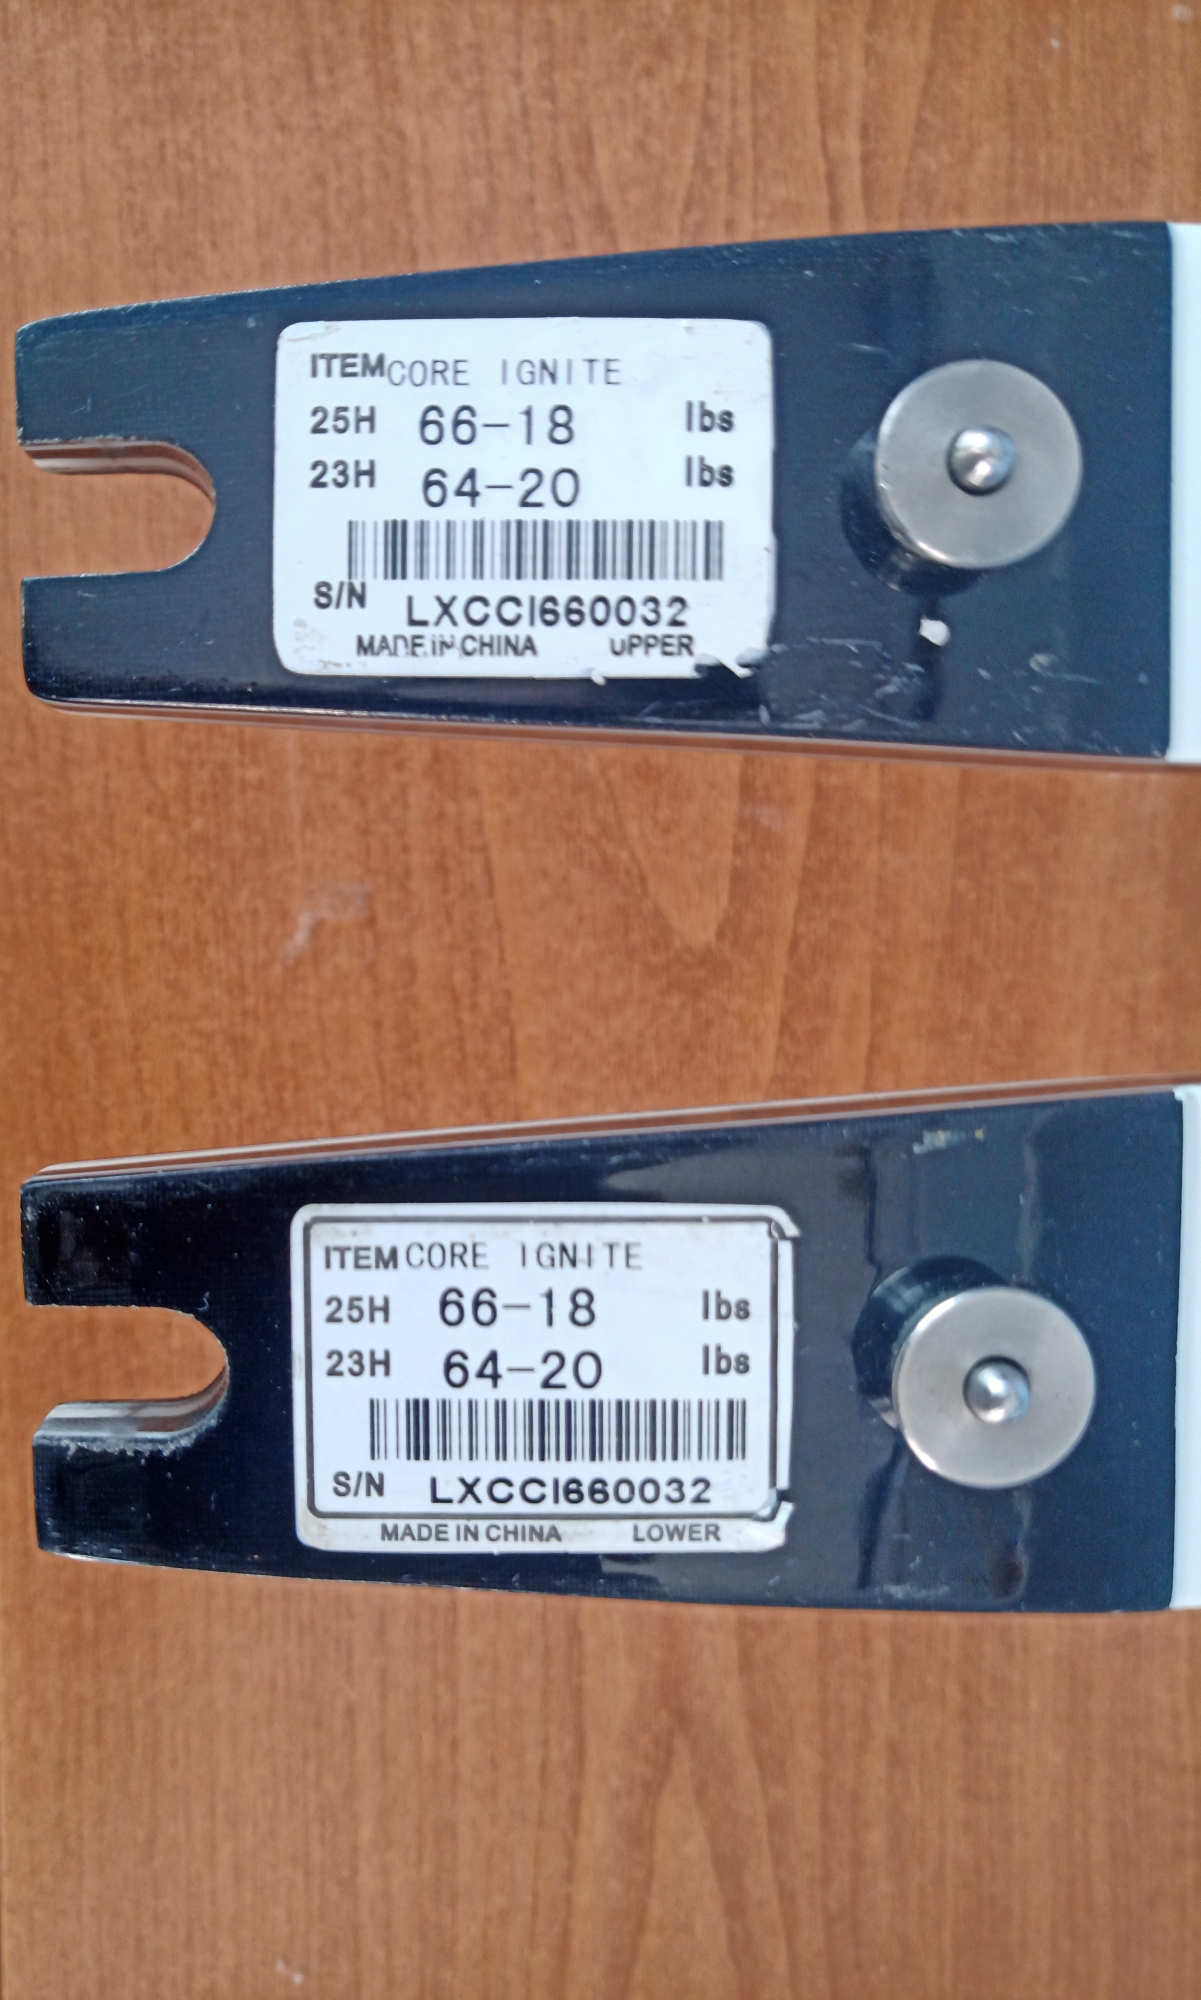 ITEM CORE IGNITE
25H 66-18 lbs
23H 64-20 lbs
S/N LXCCI660032
MADE IN CHINA UPPER
ITEM CORE IGNITE
25H 66-18 lbs
23H 64-20 lbs
S/N LXCCI660032
MADE IN CHINA LOWER